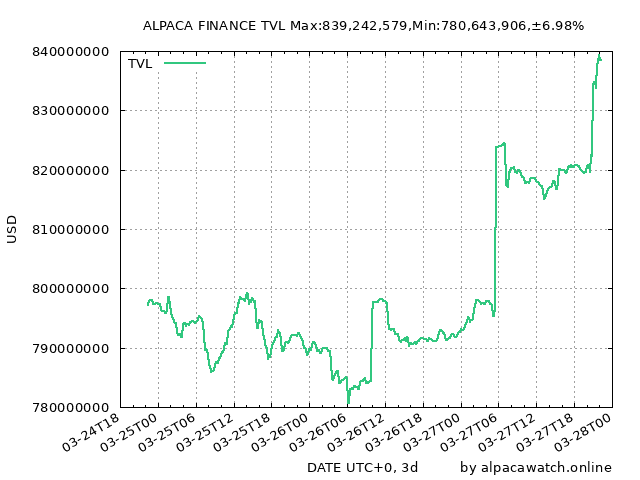 ALPACA FINANCE TVL Max:839,242,579,Min:780,643,906,±6.98%
TVL
840000000
830000000
820000000
810000000
800000000
790000000
780000000
USD
03-24T18
03-25T00
03-25T06
03-25T12
03-25T18
03-26T00
03-26T06
03-26T12
03-26T18
03-27T00
03-27T06
03-27T12
03-27T18
03-28T00
DATE UTC+0, 3d
by alpacawatch.online